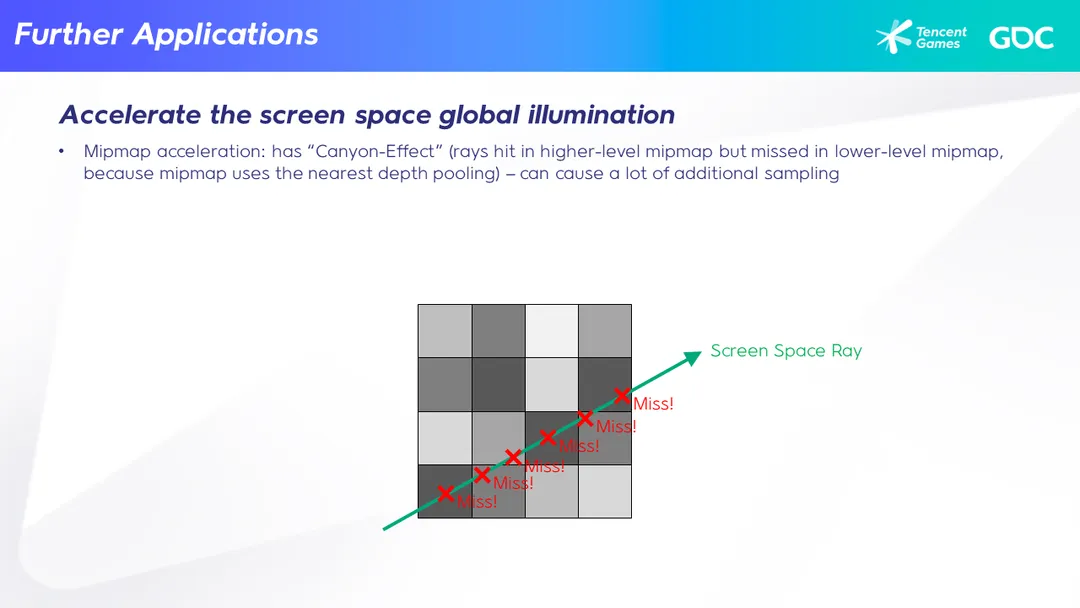 Further Applications
Tencent
Games
GDC
Accelerate the screen space global illumination
• Mipmap acceleration: has “Canyon-Effect” (rays hit in higher-level mipmap but missed in lower-level mipmap,
because mipmap uses the nearest depth pooling) – can cause a lot of additional sampling
Screen Space Ray
Miss!
Miss!
Miss!
Miss!
Miss!
Miss!